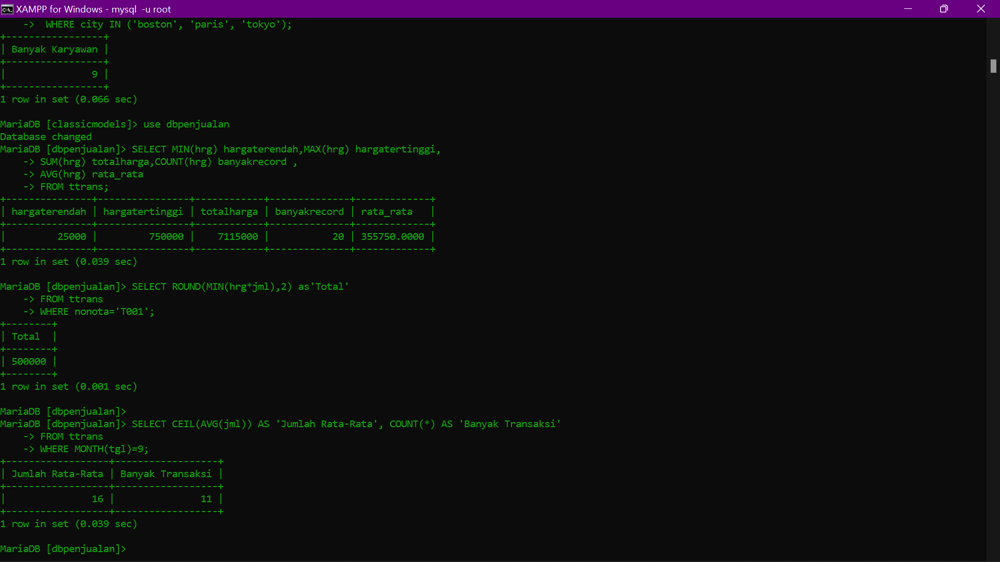 XAMPP for Windows - mysql  -u root
    ->  WHERE city IN ('boston', 'paris', 'tokyo');
+-----------------+
| Banyak Karyawan |
+-----------------+
|               9 |
+-----------------+
1 row in set (0.066 sec)

MariaDB [classicmodels]> use dbpenjualan
Database changed
MariaDB [dbpenjualan]> SELECT MIN(hrg) hargaterendah,MAX(hrg) hargatertinggi,
    -> SUM(hrg) totalharga,COUNT(hrg) banyakrecord ,
    -> AVG(hrg) rata_rata
    -> FROM ttrans;
+---------------+----------------+------------+--------------+-------------+
| hargaterendah | hargatertinggi | totalharga | banyakrecord | rata_rata   |
+---------------+----------------+------------+--------------+-------------+
|         25000 |         750000 |    7115000 |           20 | 355750.0000 |
+---------------+----------------+------------+--------------+-------------+
1 row in set (0.039 sec)

MariaDB [dbpenjualan]> SELECT ROUND(MIN(hrg*jml),2) as'Total'
    -> FROM ttrans
    -> WHERE nonota='T001';
+--------+
| Total  |
+--------+
| 500000 |
+--------+
1 row in set (0.001 sec)

MariaDB [dbpenjualan]>
MariaDB [dbpenjualan]> SELECT CEIL(AVG(jml)) AS 'Jumlah Rata-Rata', COUNT(*) AS 'Banyak Transaksi'
    -> FROM ttrans
    -> WHERE MONTH(tgl)=9;
+------------------+------------------+
| Jumlah Rata-Rata | Banyak Transaksi |
+------------------+------------------+
|               16 |               11 |
+------------------+------------------+
1 row in set (0.039 sec)

MariaDB [dbpenjualan]>